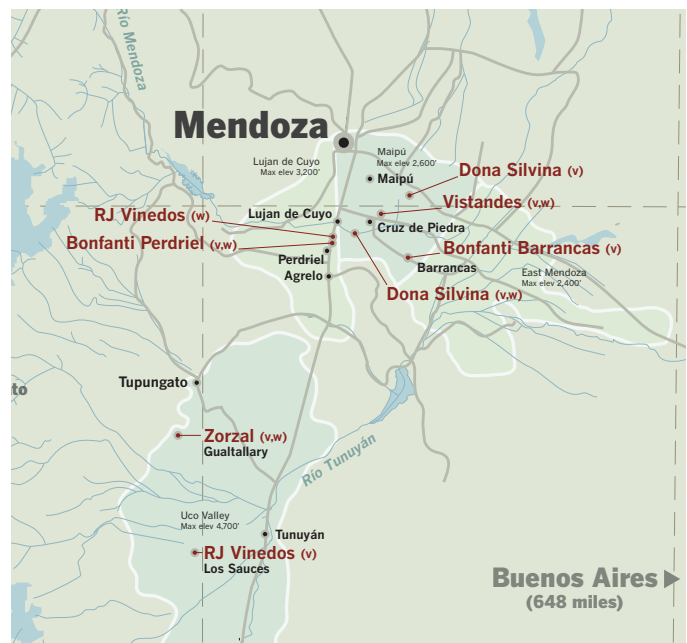 Río Mendoza
Mendoza
Lujan de Cuyo
Max elev 3,200'
Maipú
Max elev 2,600'
Maipú
Dona Silvina (v)
Vistandes (v,w)
RJ Vinedos (w)
Lujan de Cuyo
Cruz de Piedra
Bonfanti Perdriel (v,w)
Bonfanti Barrancas (v)
Perdriel
Barrancas
Agrelo
East Mendoza
Max elev 2,400'
Dona Silvina (v,w)
Tupungato
to
Zorzal (v,w)
Gualtallary
Río Tunuyán
Uco Valley
Max elev 4,700'
Tunuyán
RJ Vinedos (v)
Los Sauces
Buenos Aires
(648 miles)